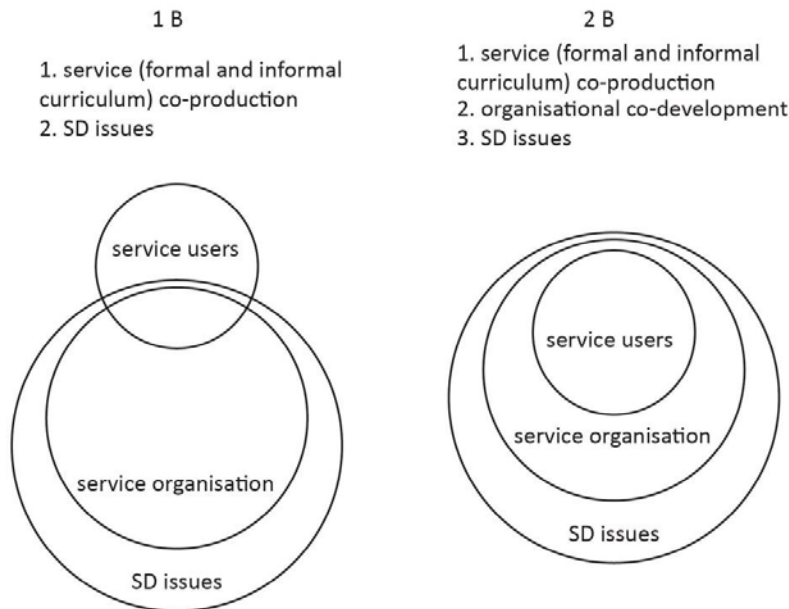 1 B
1. service (formal and informal
curriculum) co-production
2. SD issues
service users
service organisation
SD issues
2 B
1. service (formal and informal
curriculum) co-production
2. organisational co-development
3. SD issues
service users
service organisation
SD issues